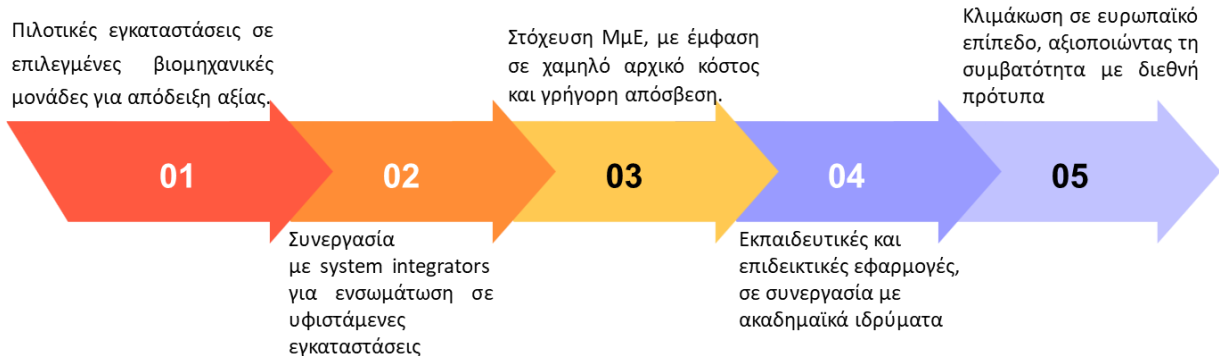 Πιλοτικές εγκαταστάσεις σε
επιλεγμένες βιομηχανικές
μονάδες για απόδειξη αξίας.
01
Συνεργασία
με system integrators
για ενσωμάτωση σε
υφιστάμενες
εγκαταστάσεις
02
Στόχευση ΜμΕ, με έμφαση
σε χαμηλό αρχικό κόστος
και γρήγορη απόσβεση.
03
Εκπαιδευτικές και
επιδεικτικές εφαρμογές,
σε συνεργασία με
ακαδημαϊκά ιδρύματα
04
Κλιμάκωση σε ευρωπαϊκό
επίπεδο, αξιοποιώντας τη
συμβατότητα με διεθνή
πρότυπα
05